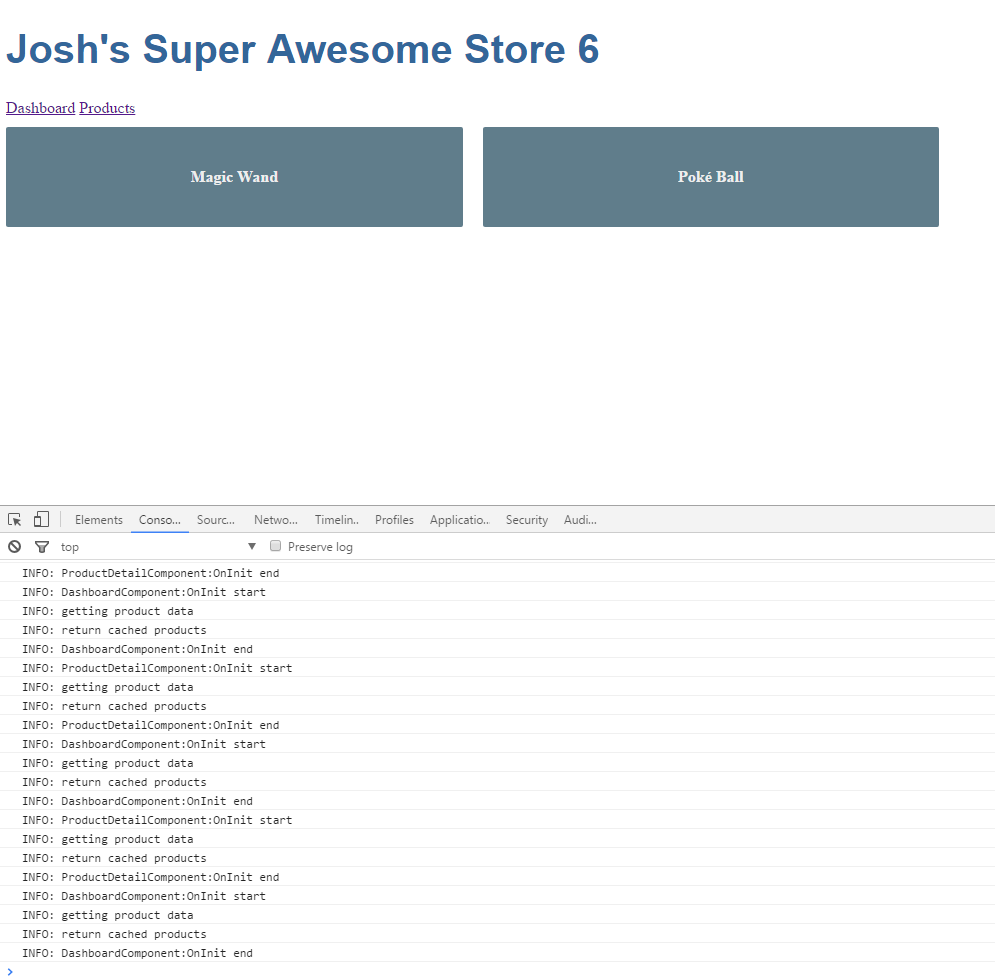 Josh's Super Awesome Store 6
Dashboard Products
Magic Wand Poké Ball
Elements Conso... Sourc... Netwo... Timelin.. Profiles Applicatio.. Security Audi...
top Preserve log
INFO: ProductDetailComponent:OnInit end
INFO: DashboardComponent:OnInit start
INFO: getting product data
INFO: return cached products
INFO: DashboardComponent:OnInit end
INFO: ProductDetailComponent:OnInit start
INFO: getting product data
INFO: return cached products
INFO: ProductDetailComponent:OnInit end
INFO: DashboardComponent:OnInit start
INFO: getting product data
INFO: return cached products
INFO: DashboardComponent:OnInit end
INFO: ProductDetailComponent:OnInit start
INFO: getting product data
INFO: return cached products
INFO: ProductDetailComponent:OnInit end
INFO: DashboardComponent:OnInit start
INFO: getting product data
INFO: return cached products
INFO: DashboardComponent:OnInit end